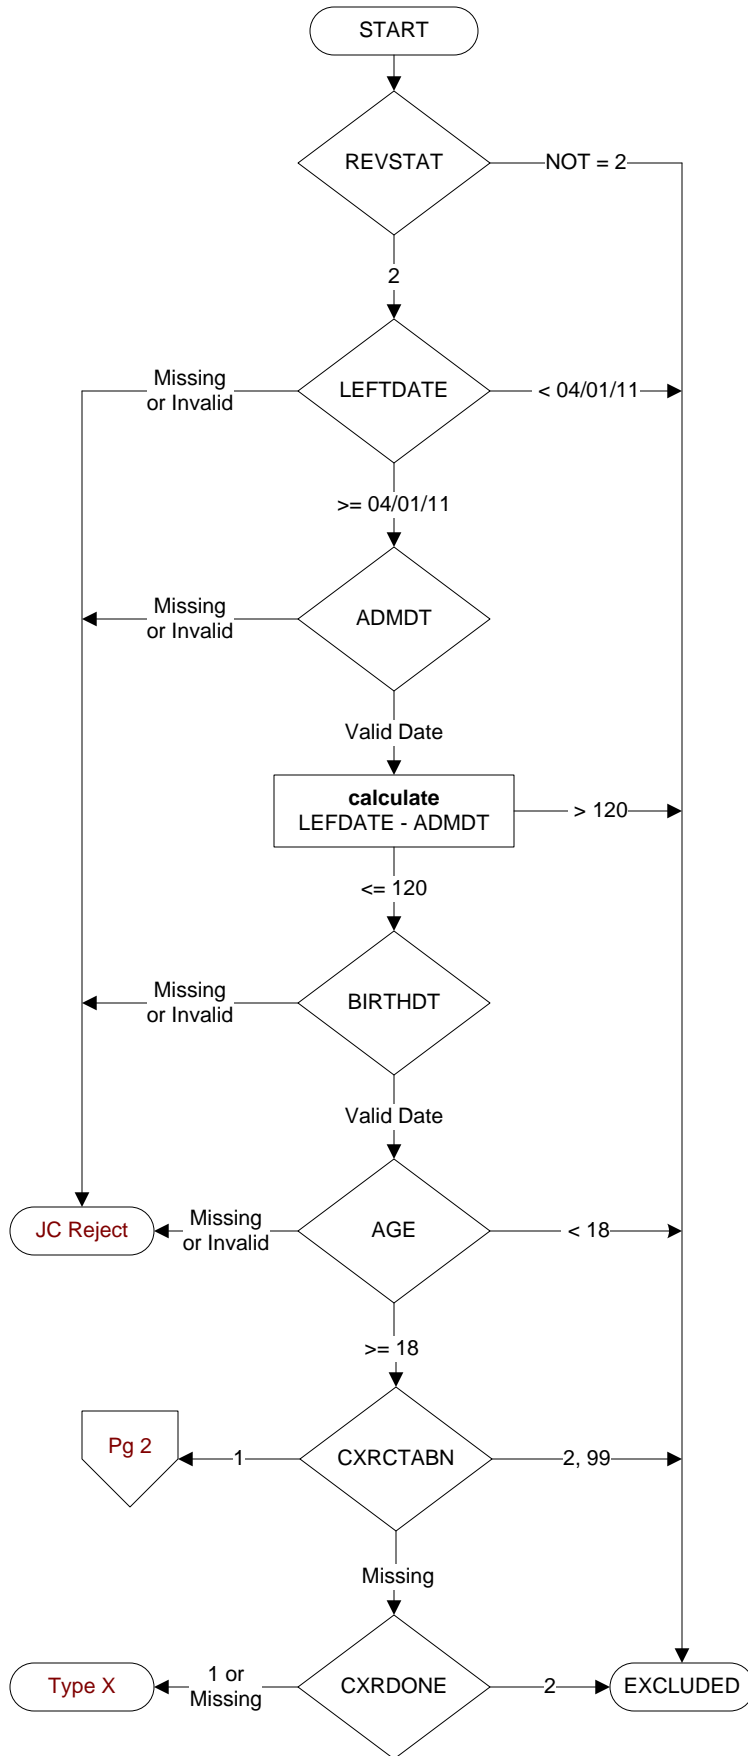 START
REVSTAT
NOT = 2
2
Missing
or Invalid
LEFTDATE
< 04/01/11
>= 04/01/11
Missing
or Invalid
ADMDT
Valid Date
calculate
LEFDATE - ADMDT
> 120
<= 120
Missing
or Invalid
BIRTHDT
Valid Date
JC Reject
Missing
or Invalid
AGE
< 18
>= 18
Pg 2
1
CXRCTABN
2, 99
Missing
Type X
1 or
Missing
CXRDONE
2
EXCLUDED